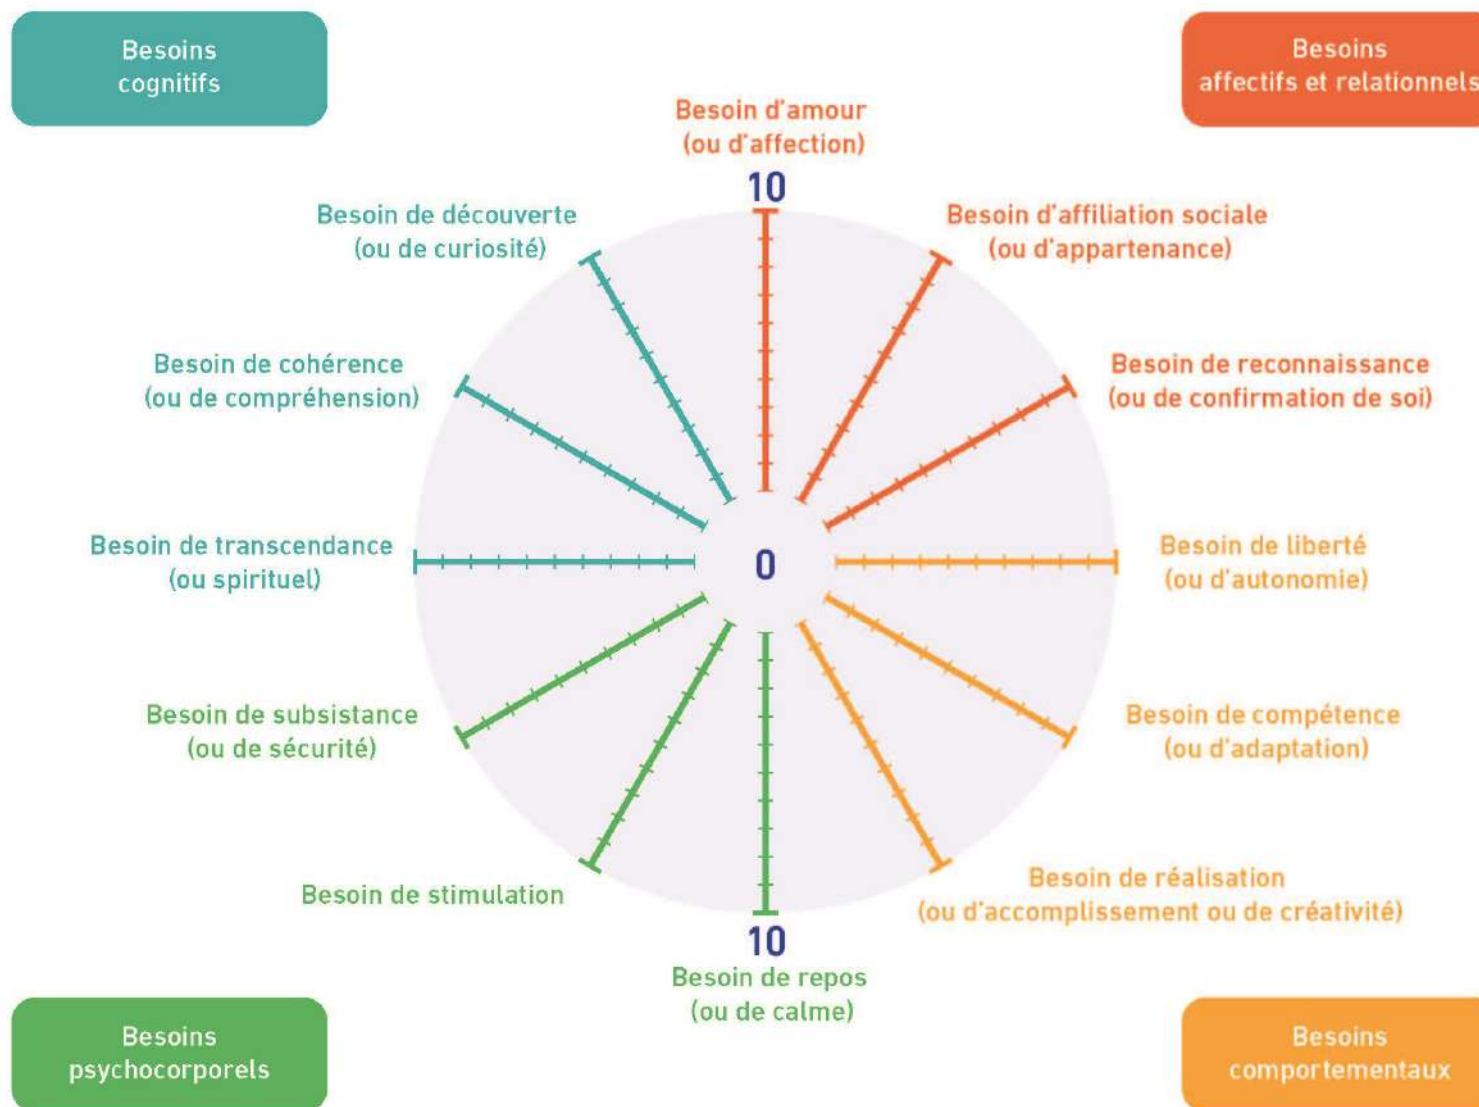 Besoins
cognitifs
Besoins
affectifs et relationnels
Besoin d'amour
(ou d'affection)
10
Besoin de découverte
(ou de curiosité)
Besoin d'affiliation sociale
(ou d'appartenance)
Besoin de cohérence
(ou de compréhension)
Besoin de reconnaissance
(ou de confirmation de soi)
Besoin de transcendance
(ou spirituel)
0
Besoin de liberté
(ou d'autonomie)
Besoin de subsistance
(ou de sécurité)
Besoin de compétence
(ou d'adaptation)
Besoin de stimulation
Besoin de réalisation
(ou d'accomplissement ou de créativité)
10
Besoin de repos
(ou de calme)
Besoins
psychocorporels
Besoins
comportementaux